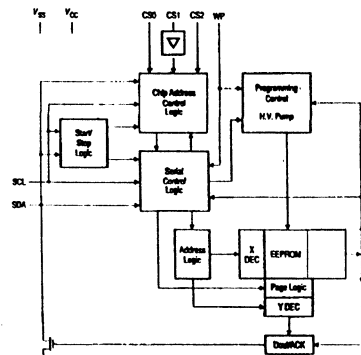 VSS VCC CS0 CS1 CS2 WP
Chip Address
Control
Logic
Programming
Control
H.V. Pump
Start/
Stop
Logic
Serial
Control
Logic
SCL
SDA
Address
Logic
X
DEC
EEPROM
Page Logic
Y DEC
Dout/ACK